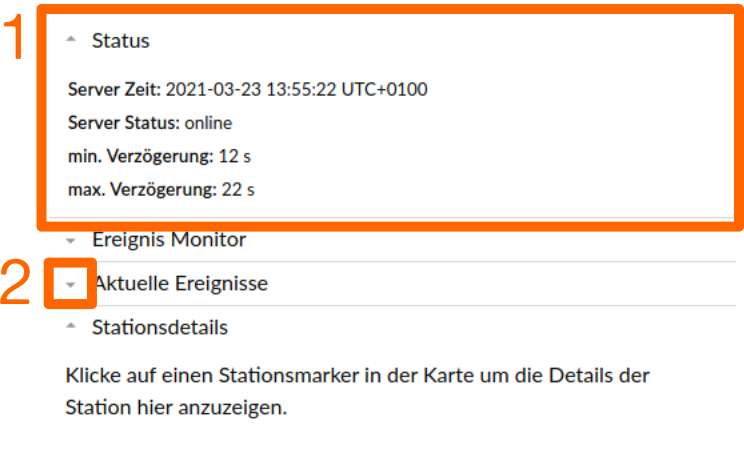 1
Status
Server Zeit: 2021-03-23 13:55:22 UTC+0100
Server Status: online
min. Verzögerung: 12 s
max. Verzögerung: 22 s
Ereignis Monitor
2
Aktuelle Ereignisse
Stationsdetails
Klicke auf einen Stationsmarker in der Karte um die Details der
Station hier anzuzeigen.